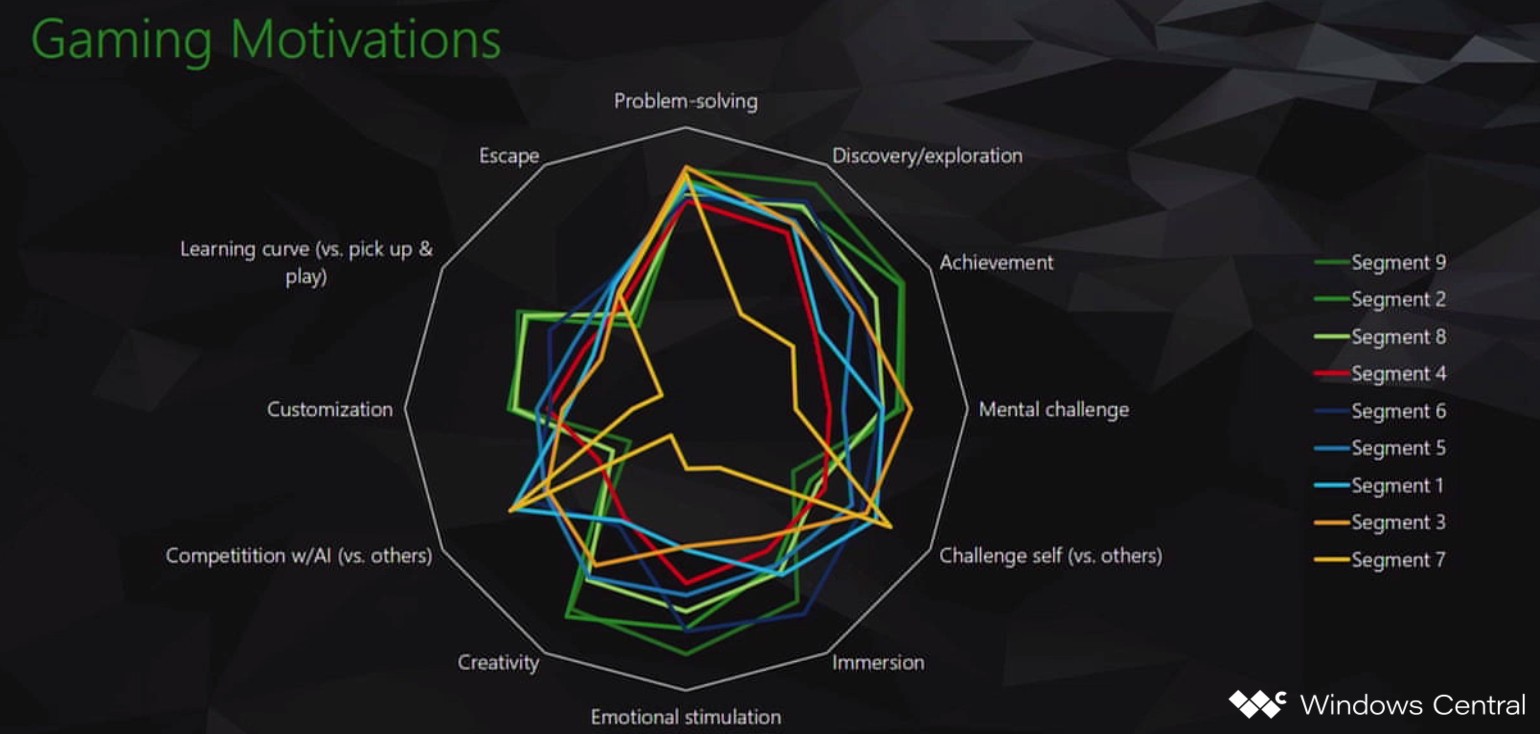 Gaming Motivations
Problem-solving
Escape
Discovery/exploration
Learning curve (vs. pick up &
play)
Achievement
Segment 9
Segment 2
Segment 8
Segment 4
Customization
Mental challenge
Segment 6
Segment 5
Segment 1
Segment 3
Competitition w/AI (vs. others)
Challenge self (vs. others)
Segment 7
Creativity
Immersion
Emotional stimulation
Windows Central